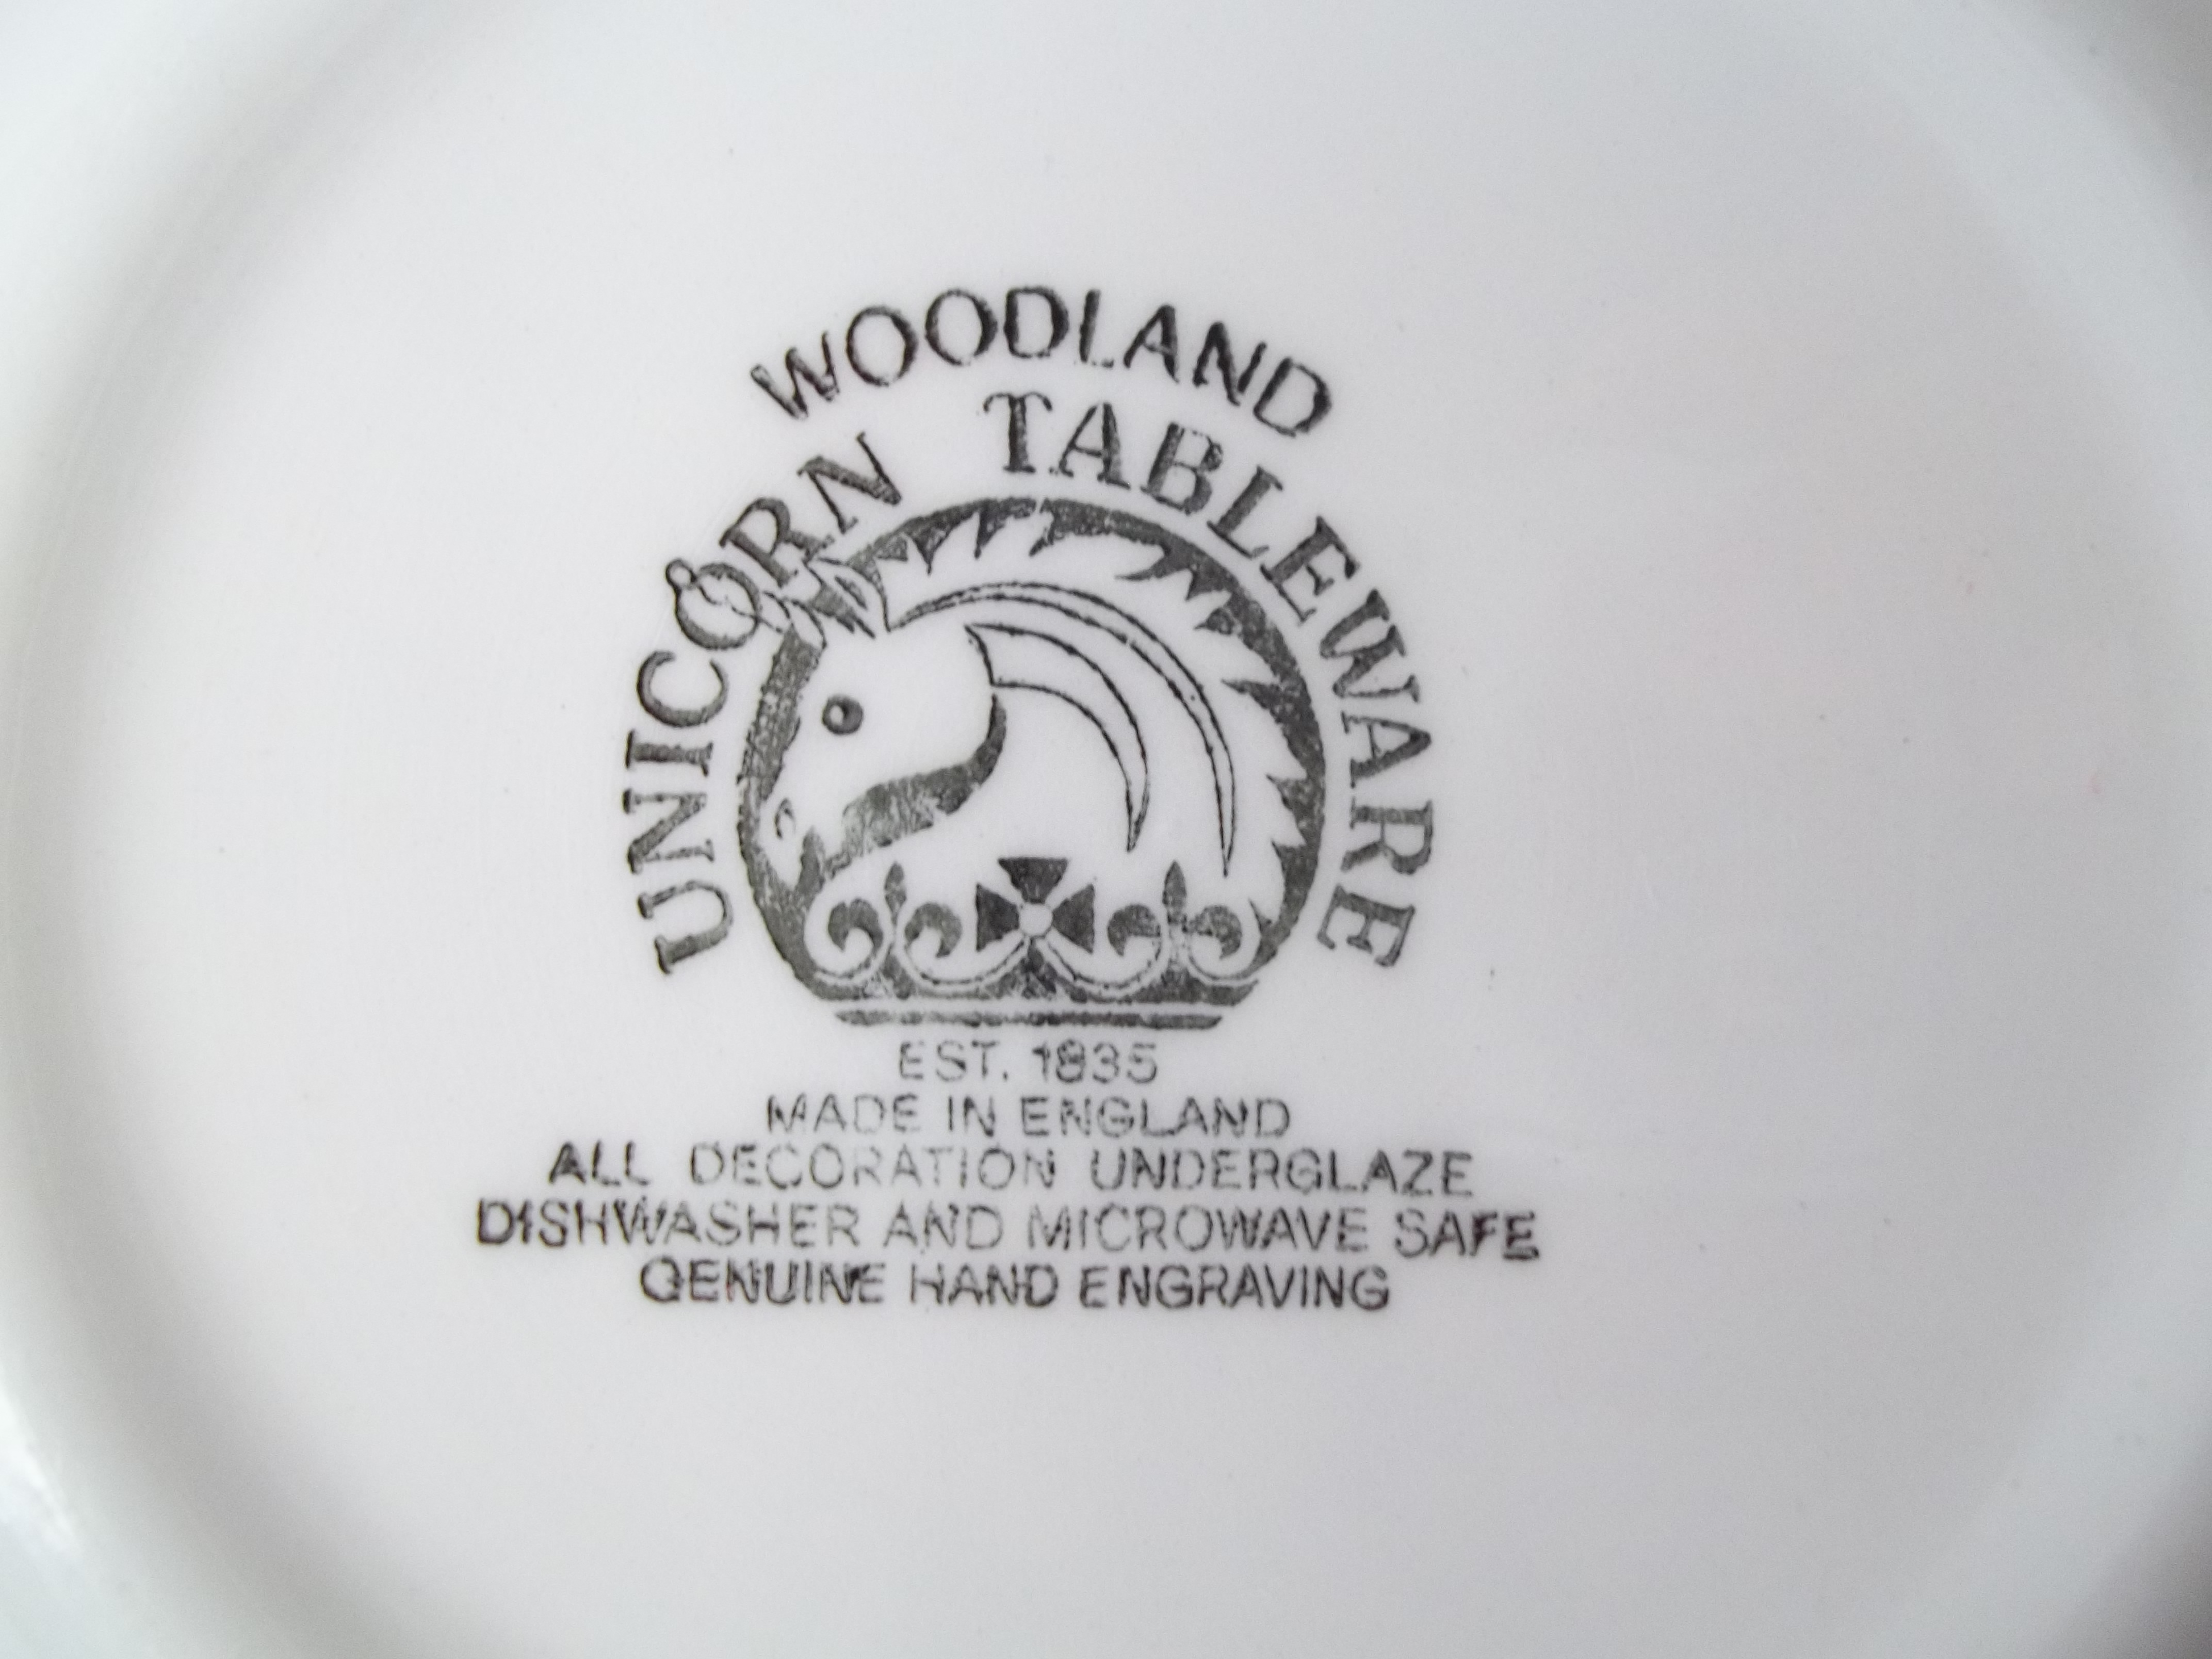 WOODLAND
UNICORN TABLEWARE
EST. 1835
MADE IN ENGLAND
ALL DECORATION UNDERGLAZE
DISHWASHER AND MICROWAVE SAFE
GENUINE HAND ENGRAVING